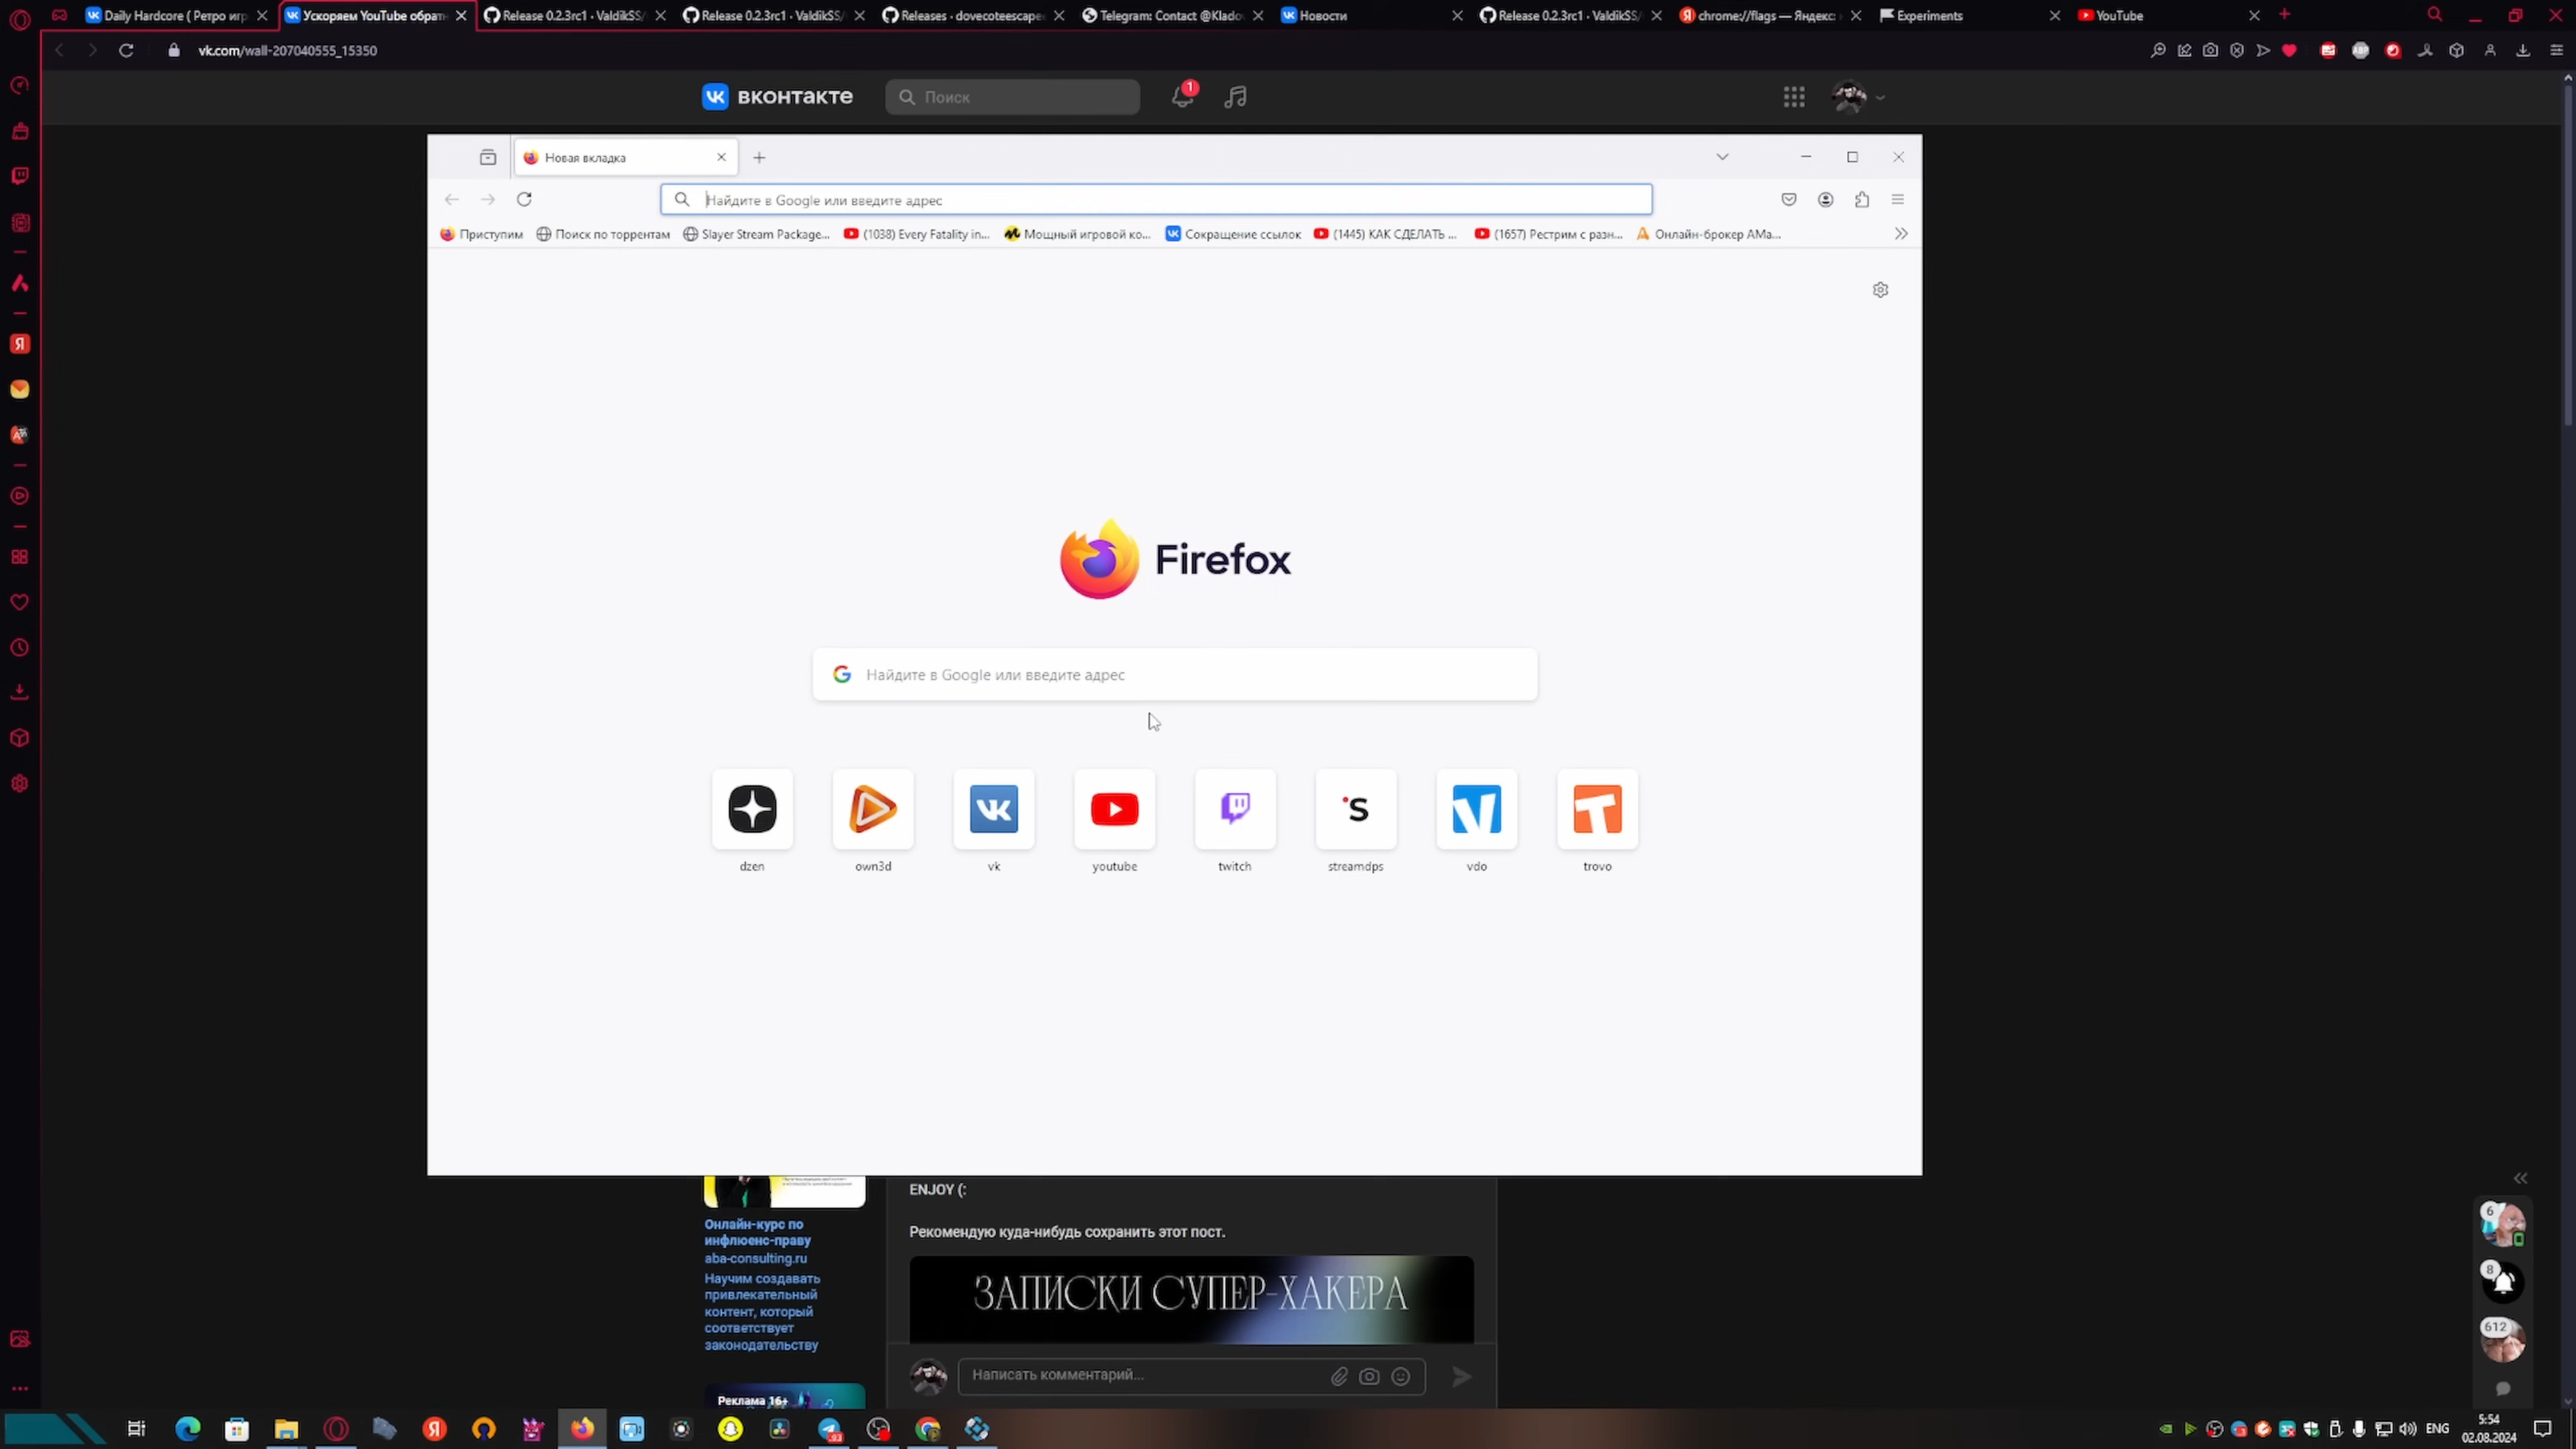 Daily Hardcore ( Ретро игр
Ускоряем YouTube обратн
Release 0.2.3rc1 · ValdikSS/
Release 0.2.3rc1 · ValdikSS/
Releases · dovecoteescape
Telegram: Contact @Klado
Новости
Release 0.2.3rc1 · ValdikSS/
chrome://flags — Яндекс:
Experiments
YouTube
vk.com/wall-207040555_15350
ВКОНТАКТЕ
Поиск
1
Новая вкладка
Найдите в Google или введите адрес
Приступим
Поиск по торрентам
Slayer Stream Package...
(1038) Every Fatality in...
Мощный игровой ко...
Сокращение ссылок
(1445) КАК СДЕЛАТЬ ...
(1657) Рестрим с разн...
Онлайн-брокер АМа...
Firefox
Найдите в Google или введите адрес
dzen
own3d
vk
youtube
twitch
streamdps
vdo
trovo
ENJOY (:
Рекомендую куда-нибудь сохранить этот пост.
ЗАПИСКИ СУПЕР-ХАКЕРА
Онлайн-курс по
инфлюенс-праву
aba-consulting.ru
Научим создавать
привлекательный
контент, который
соответствует
законодательству
Реклама 16+
Написать комментарий...
6
8
612
ENG
5:54
02.08.2024